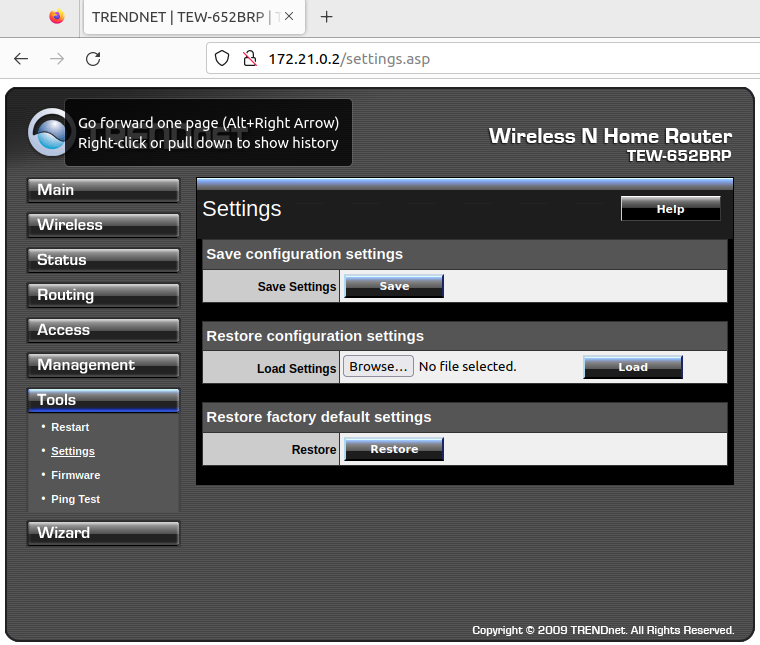 TRENDNET | TEW-652BRP |
172.21.0.2/settings.asp
Go forward one page (Alt+Right Arrow)
Right-click or pull down to show history
Wireless N Home Router
TEW-652BRP
Main
Wireless
Status
Routing
Access
Management
Tools
• Restart
• Settings
• Firmware
• Ping Test
Wizard
Settings
Help
Save configuration settings
Save Settings
Save
Restore configuration settings
Load Settings
Browse...
No file selected.
Load
Restore factory default settings
Restore
Restore
Copyright © 2009 TRENDnet. All Rights Reserved.